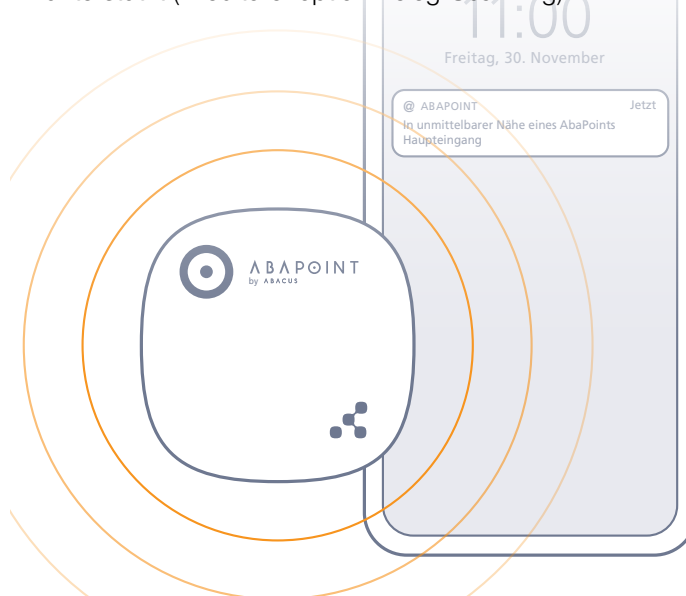 11:00
Freitag, 30. November
@ ABAPOINT Jetzt
In unmittelbarer Nähe eines AbaPoints
Haupteingang
ABAPOINT
by ABACUS